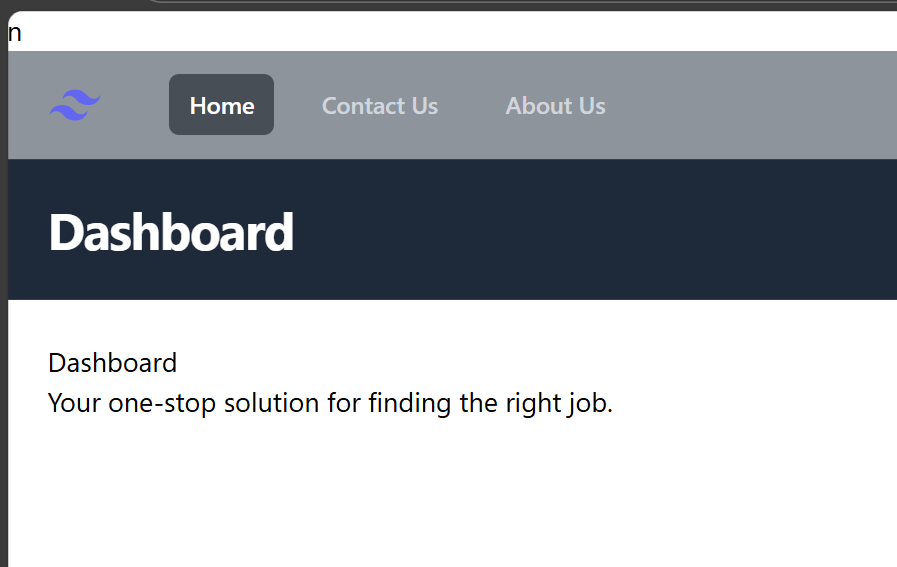 n
Home Contact Us About Us
Dashboard
Dashboard
Your one-stop solution for finding the right job.